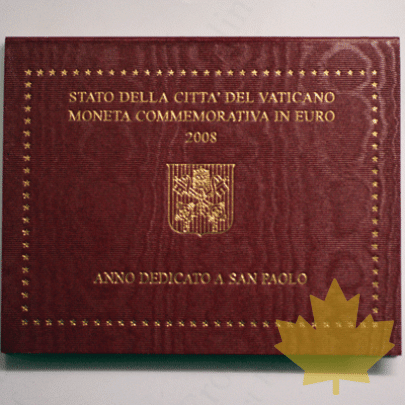 STATO DELLA CITTA' DEL VATICANO
MONETA COMMEMORATIVA IN EURO
2008
ANNO DEDICATO A SAN PAOLO